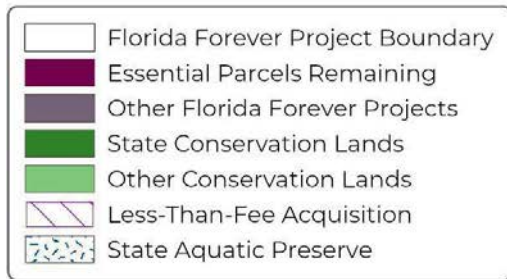 Florida Forever Project Boundary
Essential Parcels Remaining
Other Florida Forever Projects
State Conservation Lands
Other Conservation Lands
Less-Than-Fee Acquisition
State Aquatic Preserve